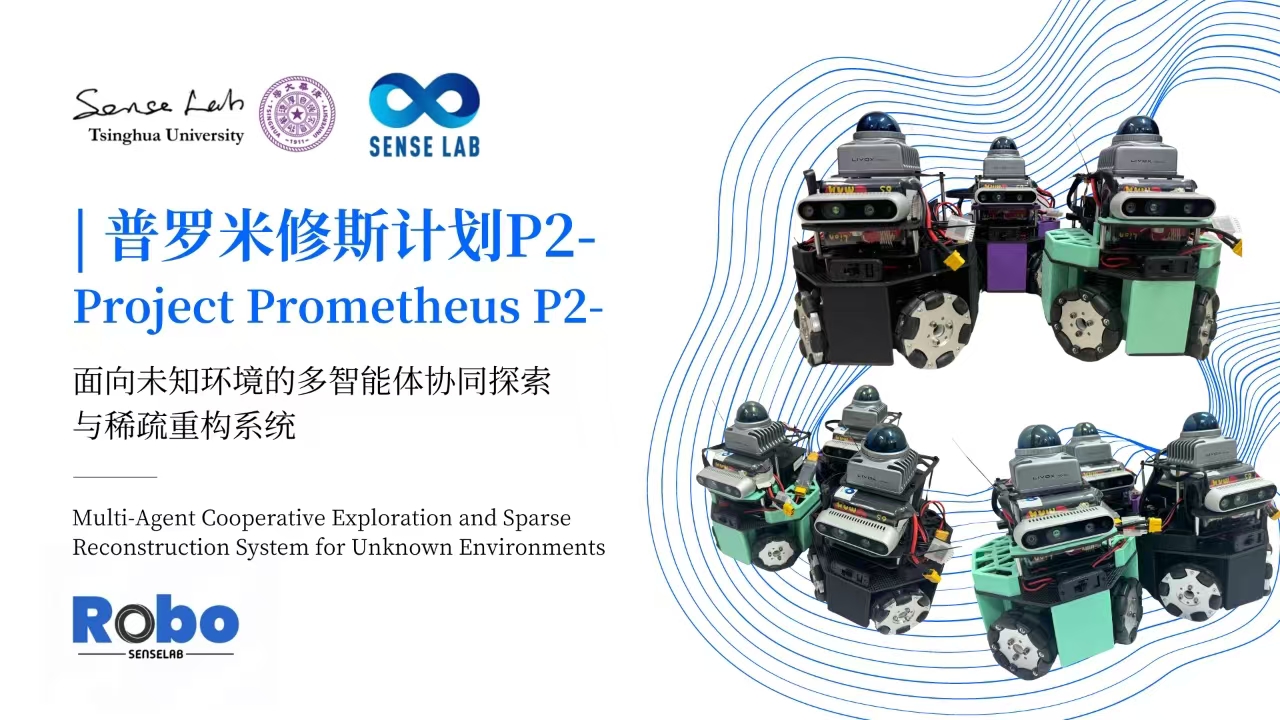 Sense Lab
Tsinghua University
SENSE LAB
| 普罗米修斯计划P2-
Project Prometheus P2-
面向未知环境的多智能体协同探索
与稀疏重构系统
Multi-Agent Cooperative Exploration and Sparse
Reconstruction System for Unknown Environments
Robo
SENSELAB
LIVOX